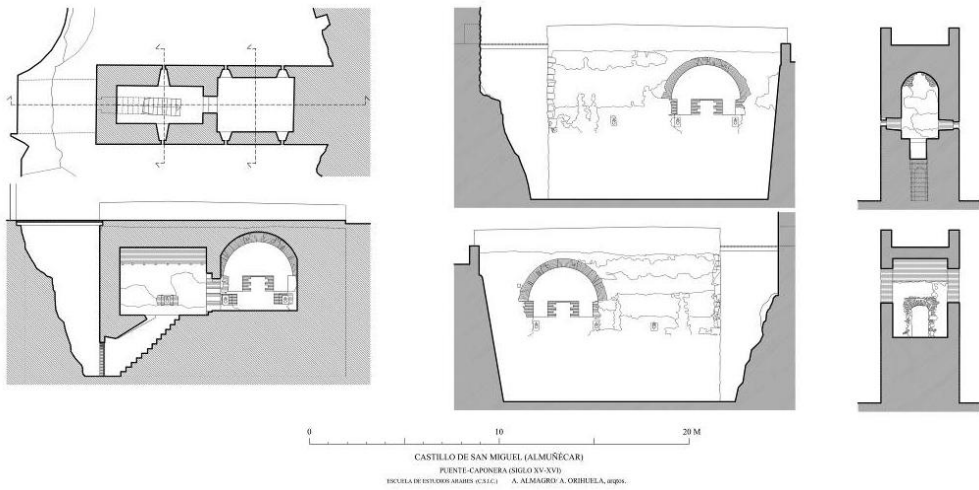 0 10 20 M
CASTILLO DE SAN MIGUEL (ALMUÑÉCAR)
PUENTE-CAPONERA (SIGLO XV-XVI)
ESCUELA DE ESTUDIOS ARABES (C.S.I.C.) A. ALMAGRO/ A. ORIHUELA, arqtos.